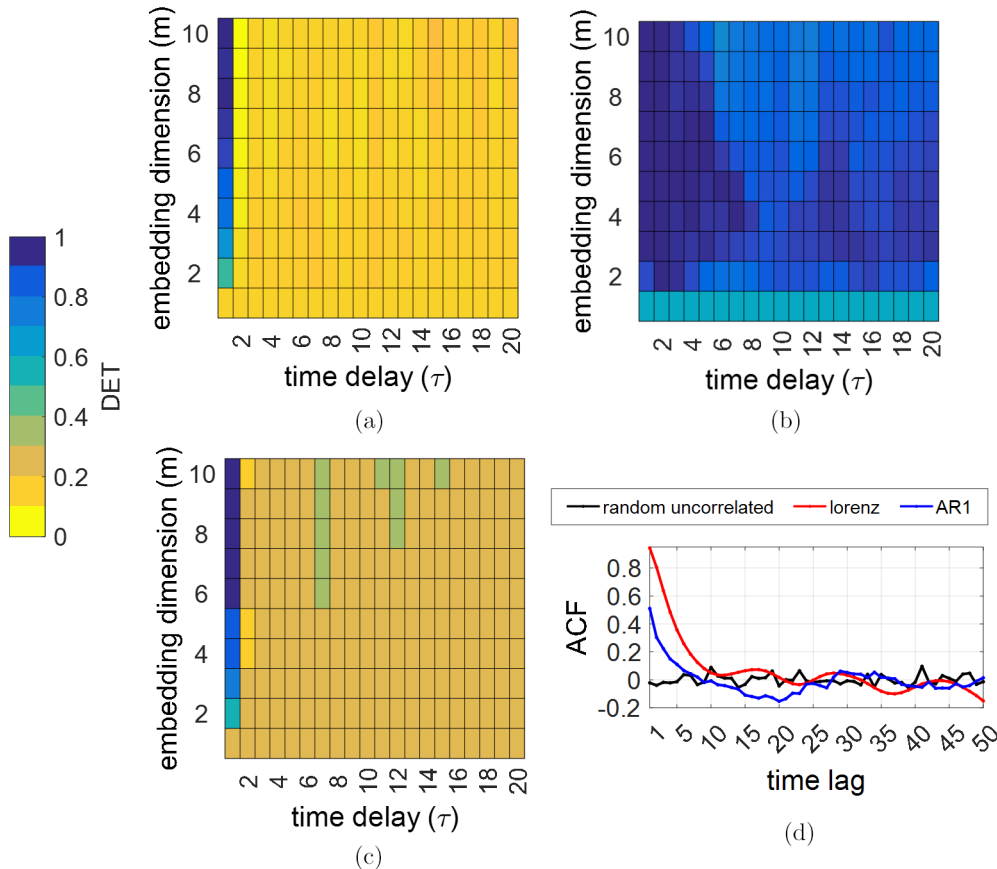 embedding dimension (m)
10
8
6
4
2
2 4 6 8 10 12 14 16 18 20
time delay (τ)
(a)
embedding dimension (m)
10
8
6
4
2
2 4 6 8 10 12 14 16 18 20
time delay (τ)
(b)
1
0.8
0.6
0.4
0.2
0
DET
embedding dimension (m)
10
8
6
4
2
2 4 6 8 10 12 14 16 18 20
time delay (τ)
(c)
random uncorrelated lorenz AR1
ACF
0.8
0.6
0.4
0.2
0
-0.2
1 5 10 15 20 25 30 35 40 45 50
time lag
(d)